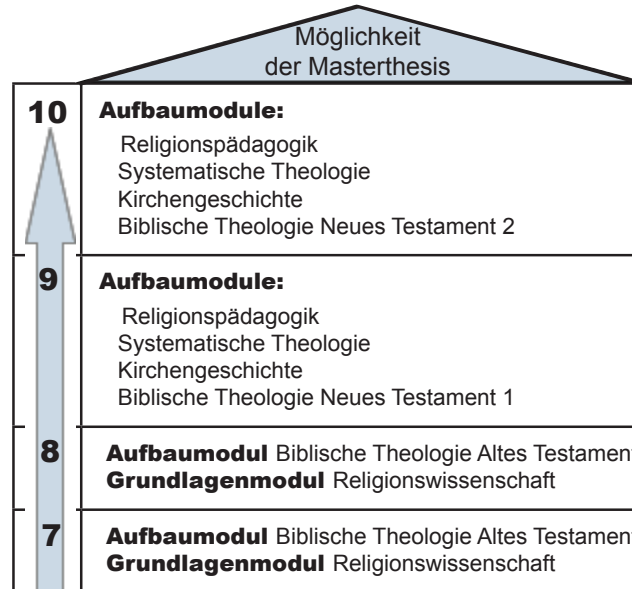 Möglichkeit
der Masterthesis
10 Aufbaumodule:
Religionspädagogik
Systematische Theologie
Kirchengeschichte
Biblische Theologie Neues Testament 2
9 Aufbaumodule:
Religionspädagogik
Systematische Theologie
Kirchengeschichte
Biblische Theologie Neues Testament 1
8 Aufbaumodul Biblische Theologie Altes Testament
Grundlagenmodul Religionswissenschaft
7 Aufbaumodul Biblische Theologie Altes Testament
Grundlagenmodul Religionswissenschaft